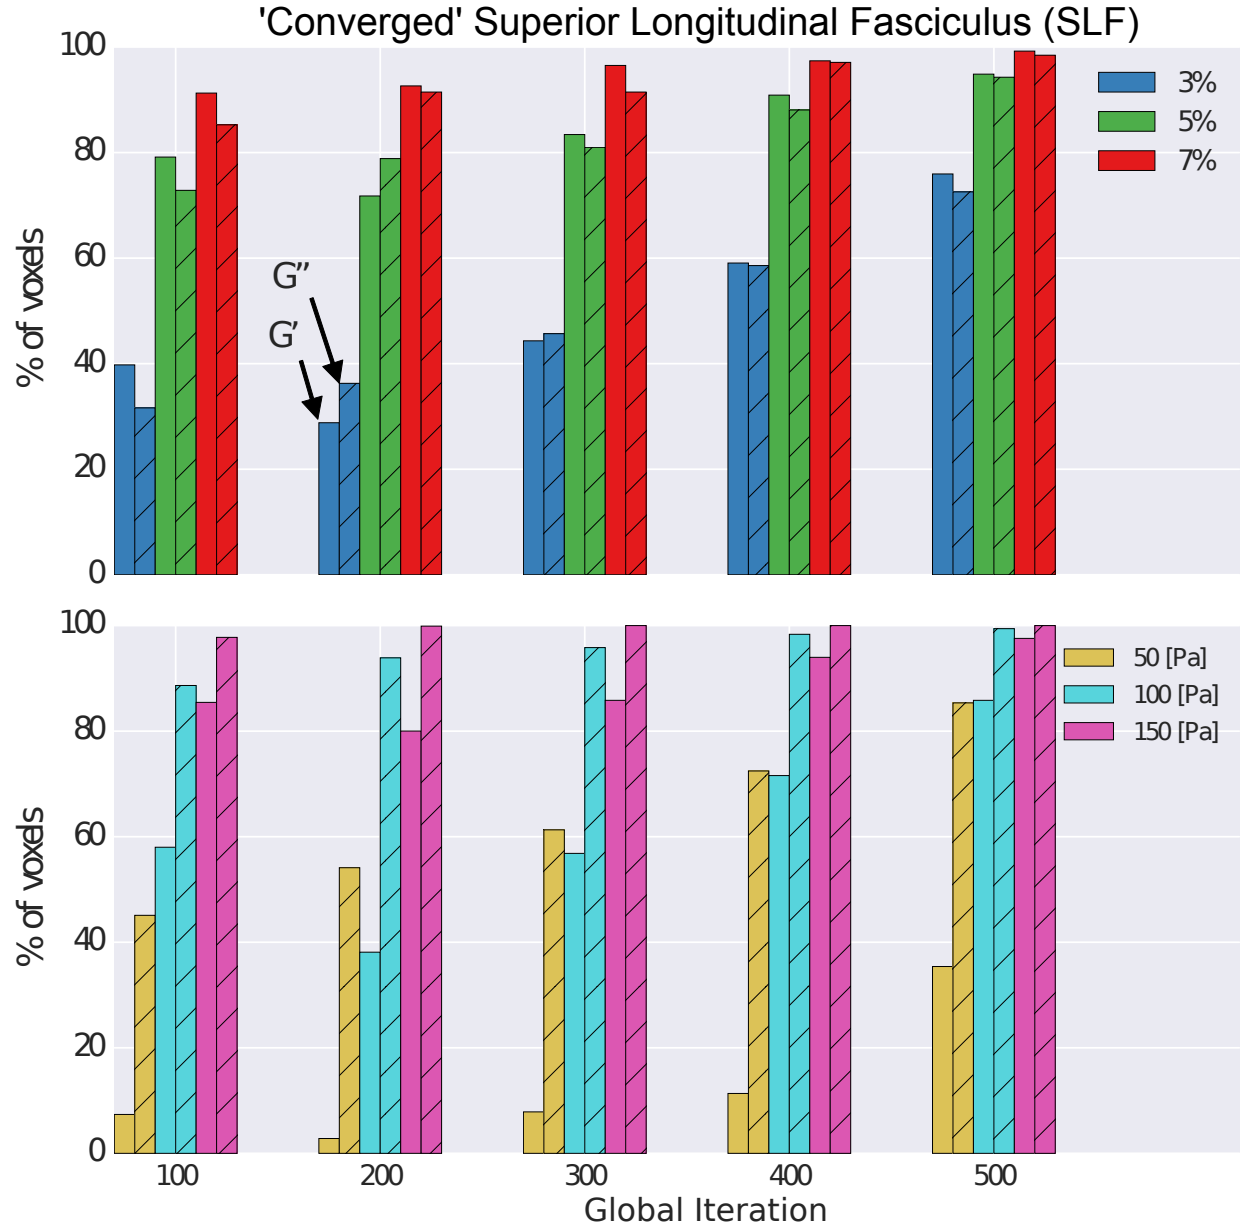 'Converged' Superior Longitudinal Fasciculus (SLF)
100
80
60
40
20
0
% of voxels
3%
5%
7%
G”
G’
100
80
60
40
20
0
% of voxels
50 [Pa]
100 [Pa]
150 [Pa]
100 200 300 400 500
Global Iteration